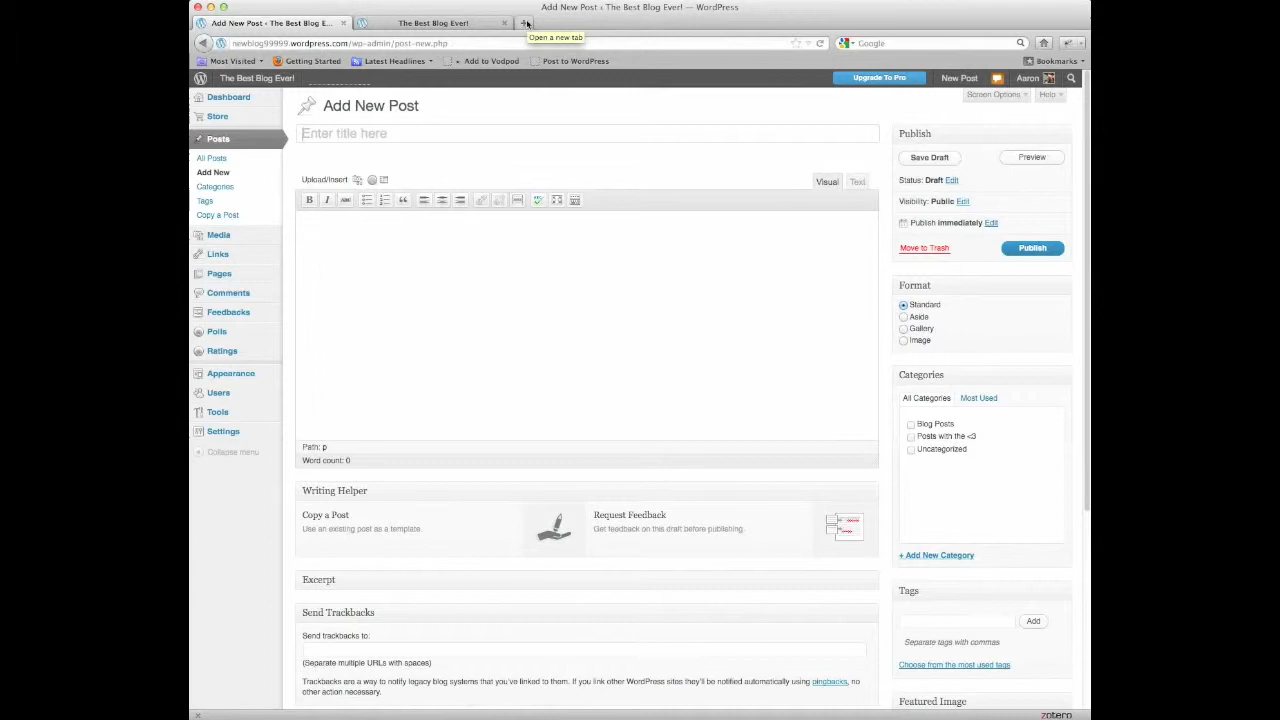 Add New Post ‹ The Best Blog Ever! — WordPress
Add New Post ‹ The Best Blog E...
The Best Blog Ever!
Open a new tab
newblog99999.wordpress.com/wp-admin/post-new.php
Google
Most Visited
Getting Started
Latest Headlines
Add to Vodpod
Post to WordPress
Bookmarks
The Best Blog Ever!
Upgrade To Pro
New Post
Aaron
Screen Options
Help
Dashboard
Store
Posts
All Posts
Add New
Categories
Tags
Copy a Post
Media
Links
Pages
Comments
Feedbacks
Polls
Ratings
Appearance
Users
Tools
Settings
Collapse menu
Add New Post
Enter title here
Upload/Insert
Visual
Text
B I ABC
Path: p
Word count: 0
Writing Helper
Copy a Post
Use an existing post as a template.
Request Feedback
Get feedback on this draft before publishing.
Excerpt
Send Trackbacks
Send trackbacks to:
(Separate multiple URLs with spaces)
Trackbacks are a way to notify legacy blog systems that you've linked to them. If you link other WordPress sites they'll be notified automatically using pingbacks, no
other action necessary.
Publish
Save Draft
Preview
Status: Draft Edit
Visibility: Public Edit
Publish immediately Edit
Move to Trash
Publish
Format
Standard
Aside
Gallery
Image
Categories
All Categories
Most Used
Blog Posts
Posts with the <3
Uncategorized
+ Add New Category
Tags
Add
Separate tags with commas
Choose from the most used tags
Featured Image
zotero